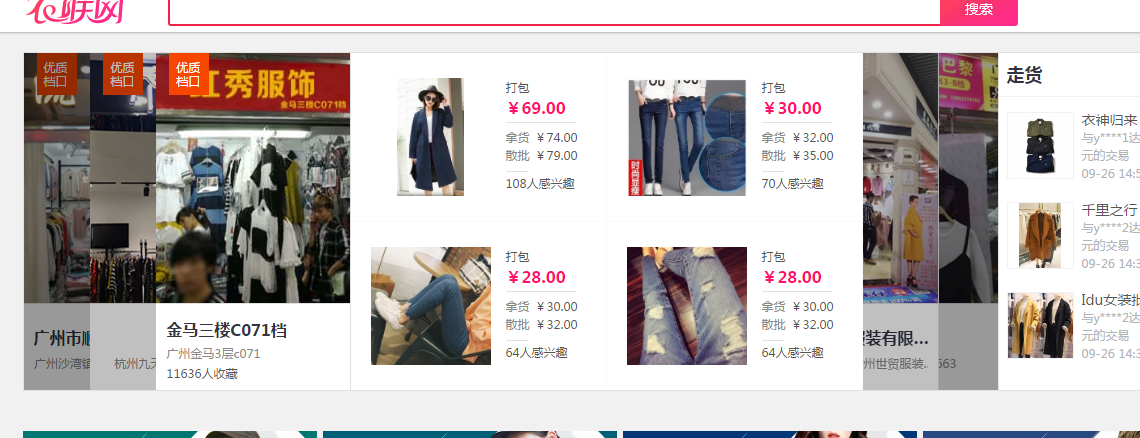 衣联网
搜索
优质
档口
优质
档口
优质
档口
红秀服饰
金马三楼C071档
广州市顺
广州沙湾镇
杭州九天
金马三楼C071档
广州金马3层c071
11636人收藏
打包
￥69.00
拿货 ￥74.00
散批 ￥79.00
108人感兴趣
打包
￥30.00
拿货 ￥32.00
散批 ￥35.00
70人感兴趣
时尚显瘦
打包
￥28.00
拿货 ￥30.00
散批 ￥32.00
64人感兴趣
打包
￥28.00
拿货 ￥30.00
散批 ￥32.00
64人感兴趣
巴黎
服装有限...
州世贸服装..
563
走货
衣神归来
与y****1达
元的交易
09-26 14:5
千里之行
与y****2达
元的交易
09-26 14:3
Idu女装批
与y****2达
元的交易
09-26 14:3